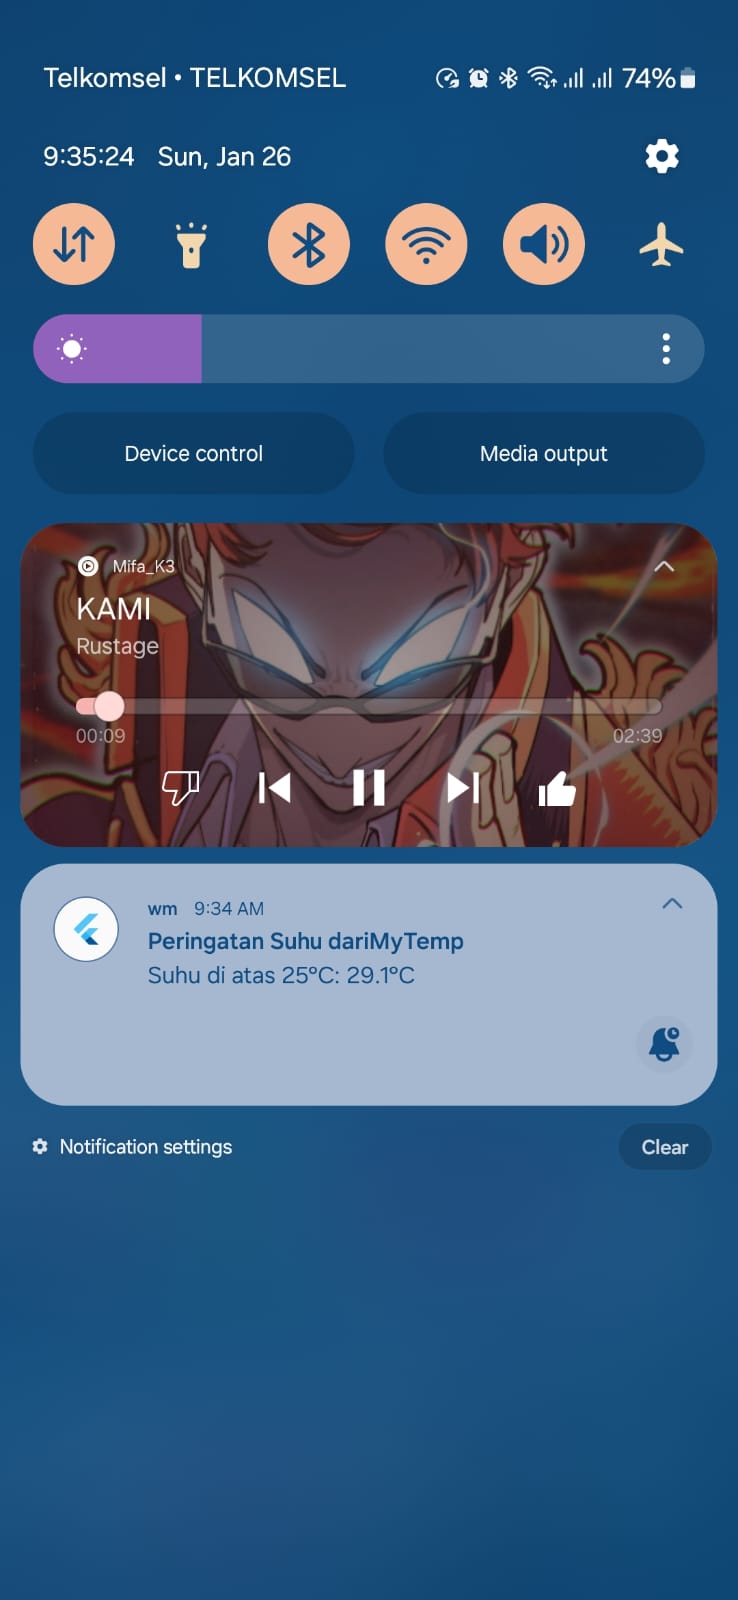 Telkomsel • TELKOMSEL 74%
9:35:24 Sun, Jan 26
Device control Media output
Mifa_K3
KAMI
Rustage
00:09 02:39
wm 9:34 AM
Peringatan Suhu dariMyTemp
Suhu di atas 25°C: 29.1°C
Notification settings Clear